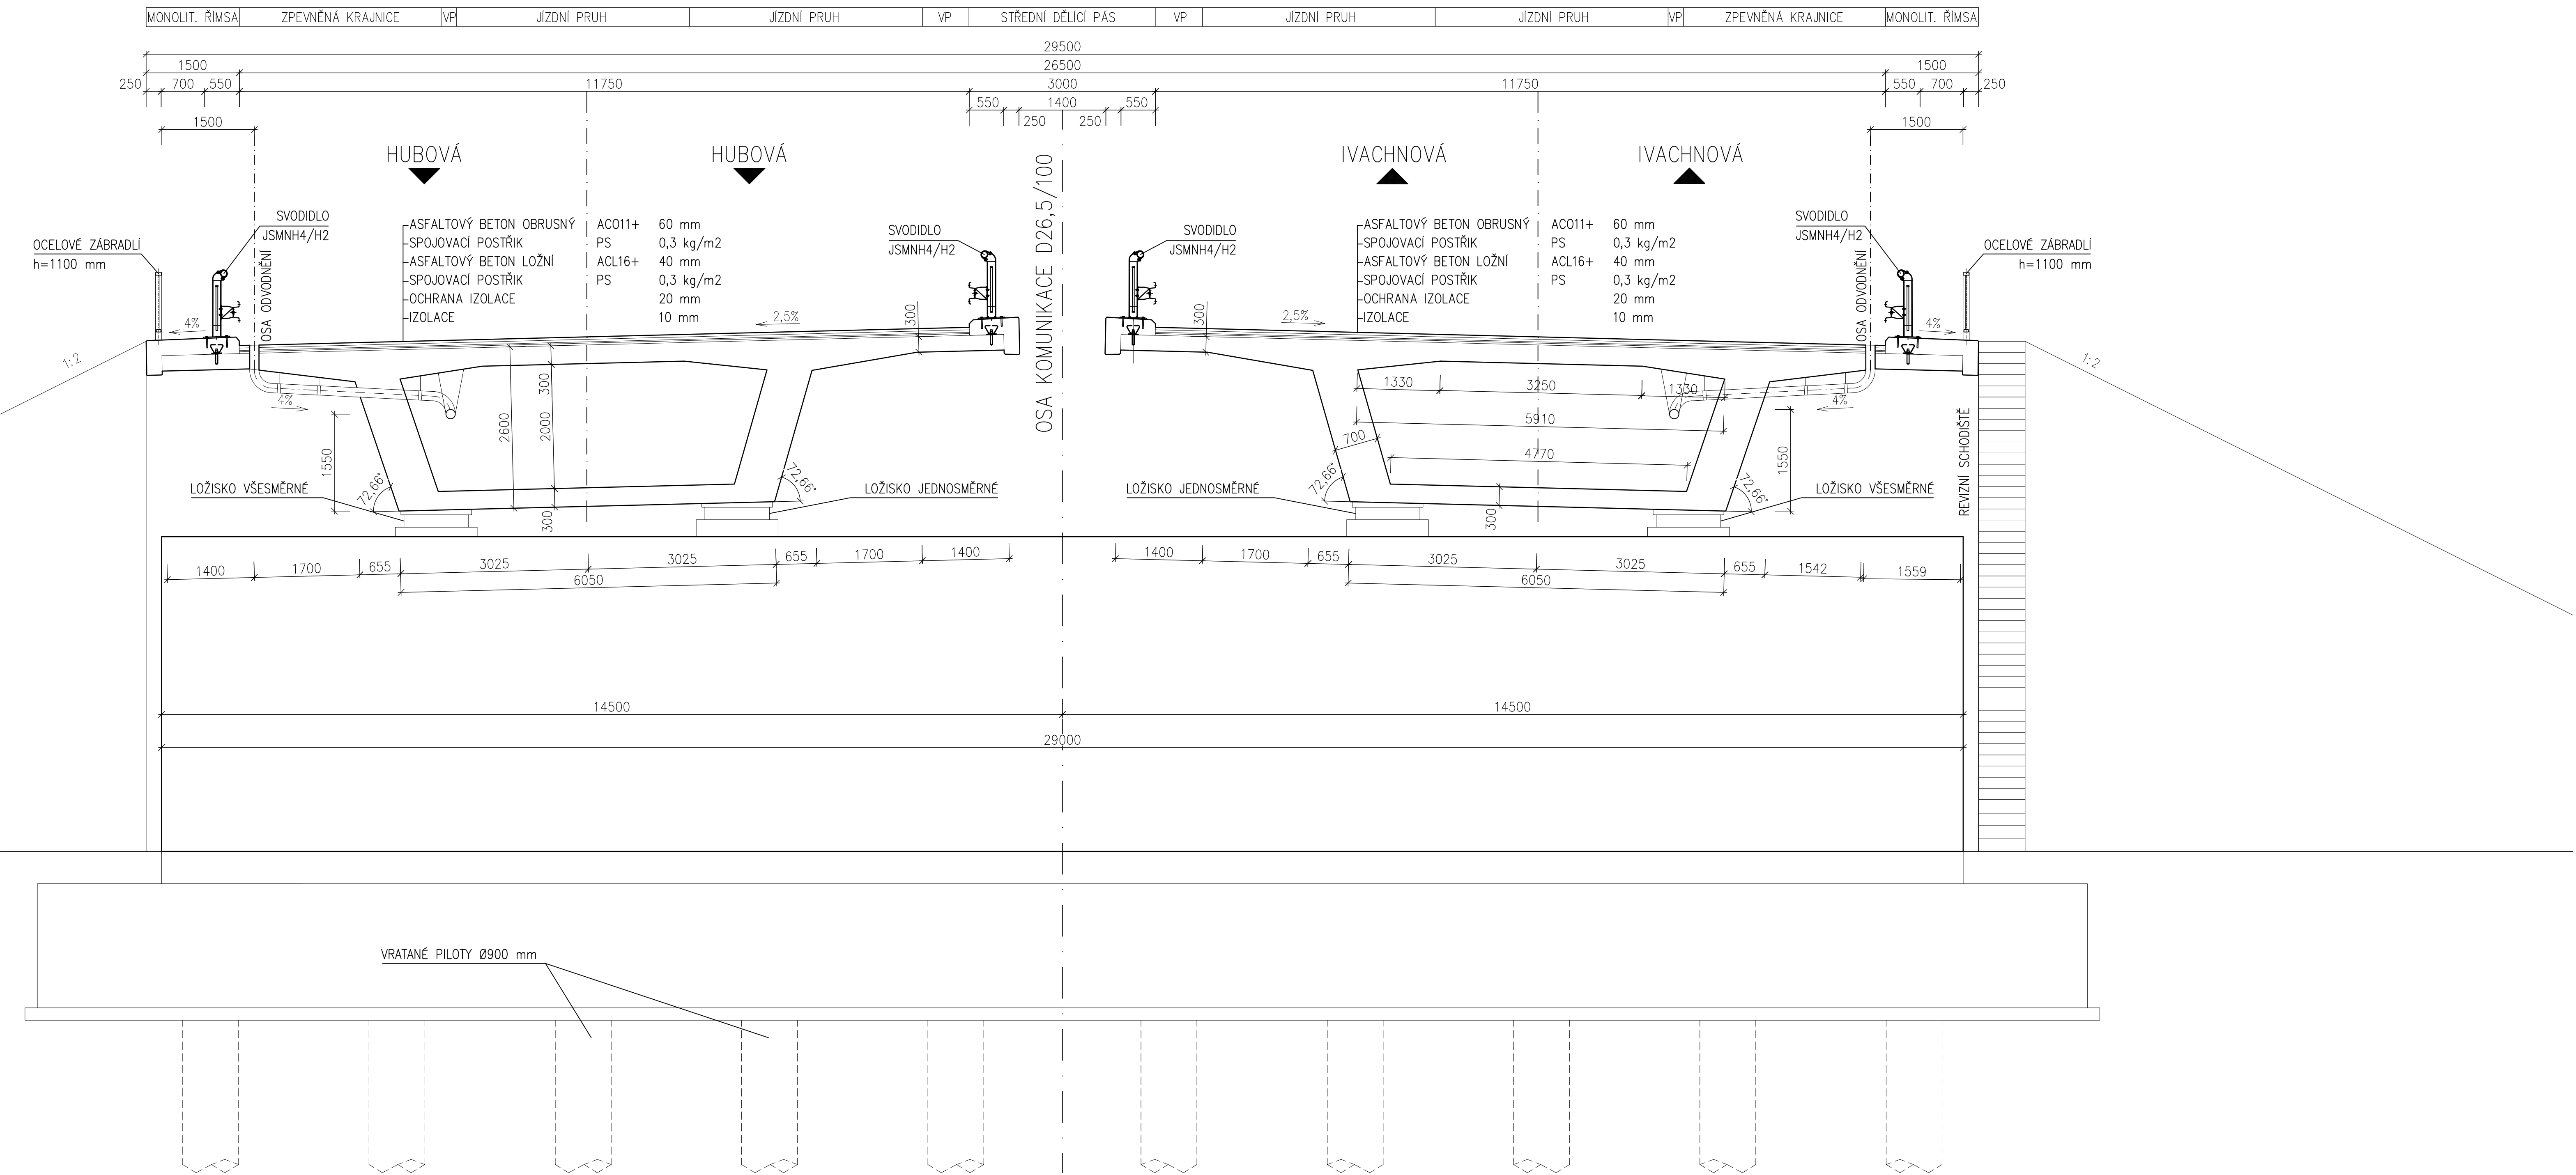 MONOLIT. ŘÍMSA ZPEVNĚNÁ KRAJNICE VP JÍZDNÍ PRUH JÍZDNÍ PRUH VP STŘEDNÍ DĚLÍCÍ PÁS VP JÍZDNÍ PRUH JÍZDNÍ PRUH VP ZPEVNĚNÁ KRAJNICE MONOLIT. ŘÍMSA
29500
1500 26500 1500
250 700 550 11750 3000 11750 550 700 250
550 1400 550
250 250
1500 1500
HUBOVÁ HUBOVÁ IVACHNOVÁ IVACHNOVÁ
OSA KOMUNIKACE D26,5/100
SVODIDLO
JSMNH4/H2
OCELOVÉ ZÁBRADLÍ
h=1100 mm
OSA ODVODNĚNÍ
ASFALTOVÝ BETON OBRUSNÝ ACO11+ 60 mm
SPOJOVACÍ POSTŘIK PS 0,3 kg/m2
ASFALTOVÝ BETON LOŽNÍ ACL16+ 40 mm
SPOJOVACÍ POSTŘIK PS 0,3 kg/m2
OCHRANA IZOLACE 20 mm
IZOLACE 10 mm
SVODIDLO
JSMNH4/H2
SVODIDLO
JSMNH4/H2
ASFALTOVÝ BETON OBRUSNÝ ACO11+ 60 mm
SPOJOVACÍ POSTŘIK PS 0,3 kg/m2
ASFALTOVÝ BETON LOŽNÍ ACL16+ 40 mm
SPOJOVACÍ POSTŘIK PS 0,3 kg/m2
OCHRANA IZOLACE 20 mm
IZOLACE 10 mm
SVODIDLO
JSMNH4/H2
OSA ODVODNĚNÍ
OCELOVÉ ZÁBRADLÍ
h=1100 mm
4% 2,5% 300 300 2,5% 4%
1:2 1:2
4% 300 1330 3250 1330 4%
2600 2000 5910
1550 700 1550
4770
72,66° 72,66° 72,66° 72,66°
LOŽISKO VŠESMĚRNÉ LOŽISKO JEDNOSMĚRNÉ LOŽISKO JEDNOSMĚRNÉ LOŽISKO VŠESMĚRNÉ
REVIZNÍ SCHODIŠTĚ
300 300
1400 1700 655 3025 3025 655 1700 1400 1400 1700 655 3025 3025 655 1542 1559
6050 6050
14500 14500
29000
VRATANÉ PILOTY Ø900 mm